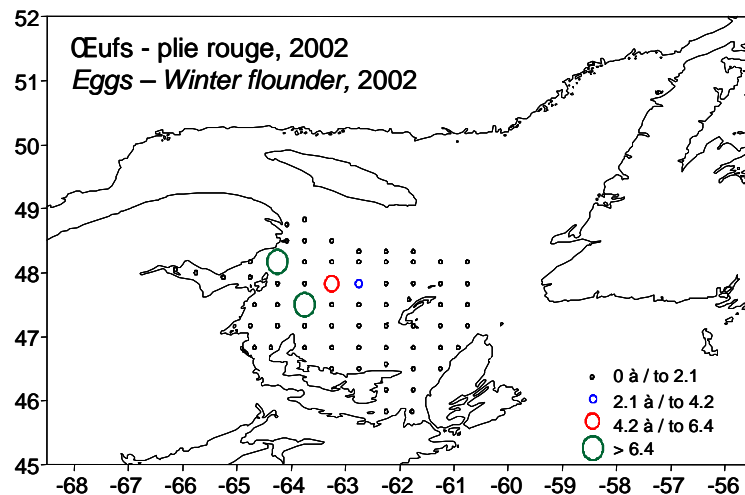 Œufs - plie rouge, 2002
Eggs – Winter flounder, 2002
52
51
50
49
48
47
46
45
0 à / to 2.1
2.1 à / to 4.2
4.2 à / to 6.4
> 6.4
-68 -67 -66 -65 -64 -63 -62 -61 -60 -59 -58 -57 -56